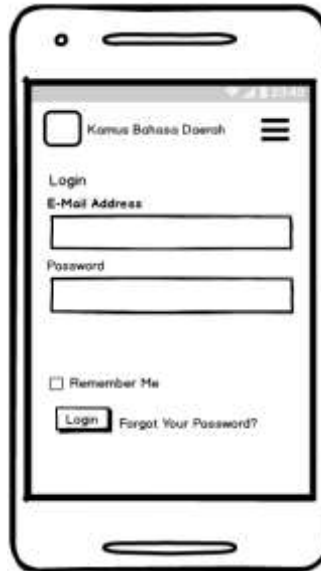 Kamus Bahasa Daerah
Login
E-Mail Address
Password
Remember Me
Login Forgot Your Password?